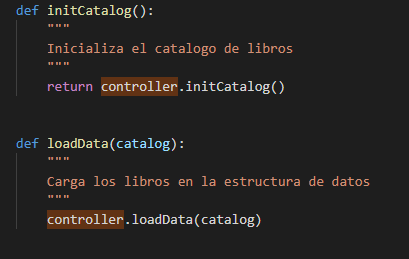 def initCatalog():
    """
    Inicializa el catalogo de libros
    """
    return controller.initCatalog()
def loadData(catalog):
    """
    Carga los libros en la estructura de datos
    """
    controller.loadData(catalog)